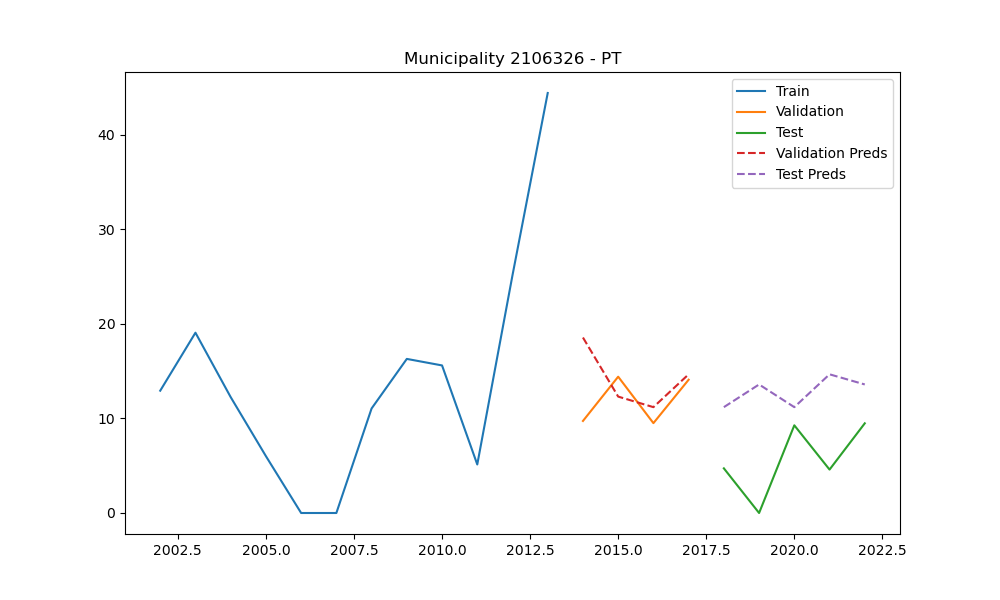 Municipality 2106326 - PT
Train
Validation
Test
Validation Preds
Test Preds
40
30
20
10
0
2002.5 2005.0 2007.5 2010.0 2012.5 2015.0 2017.5 2020.0 2022.5